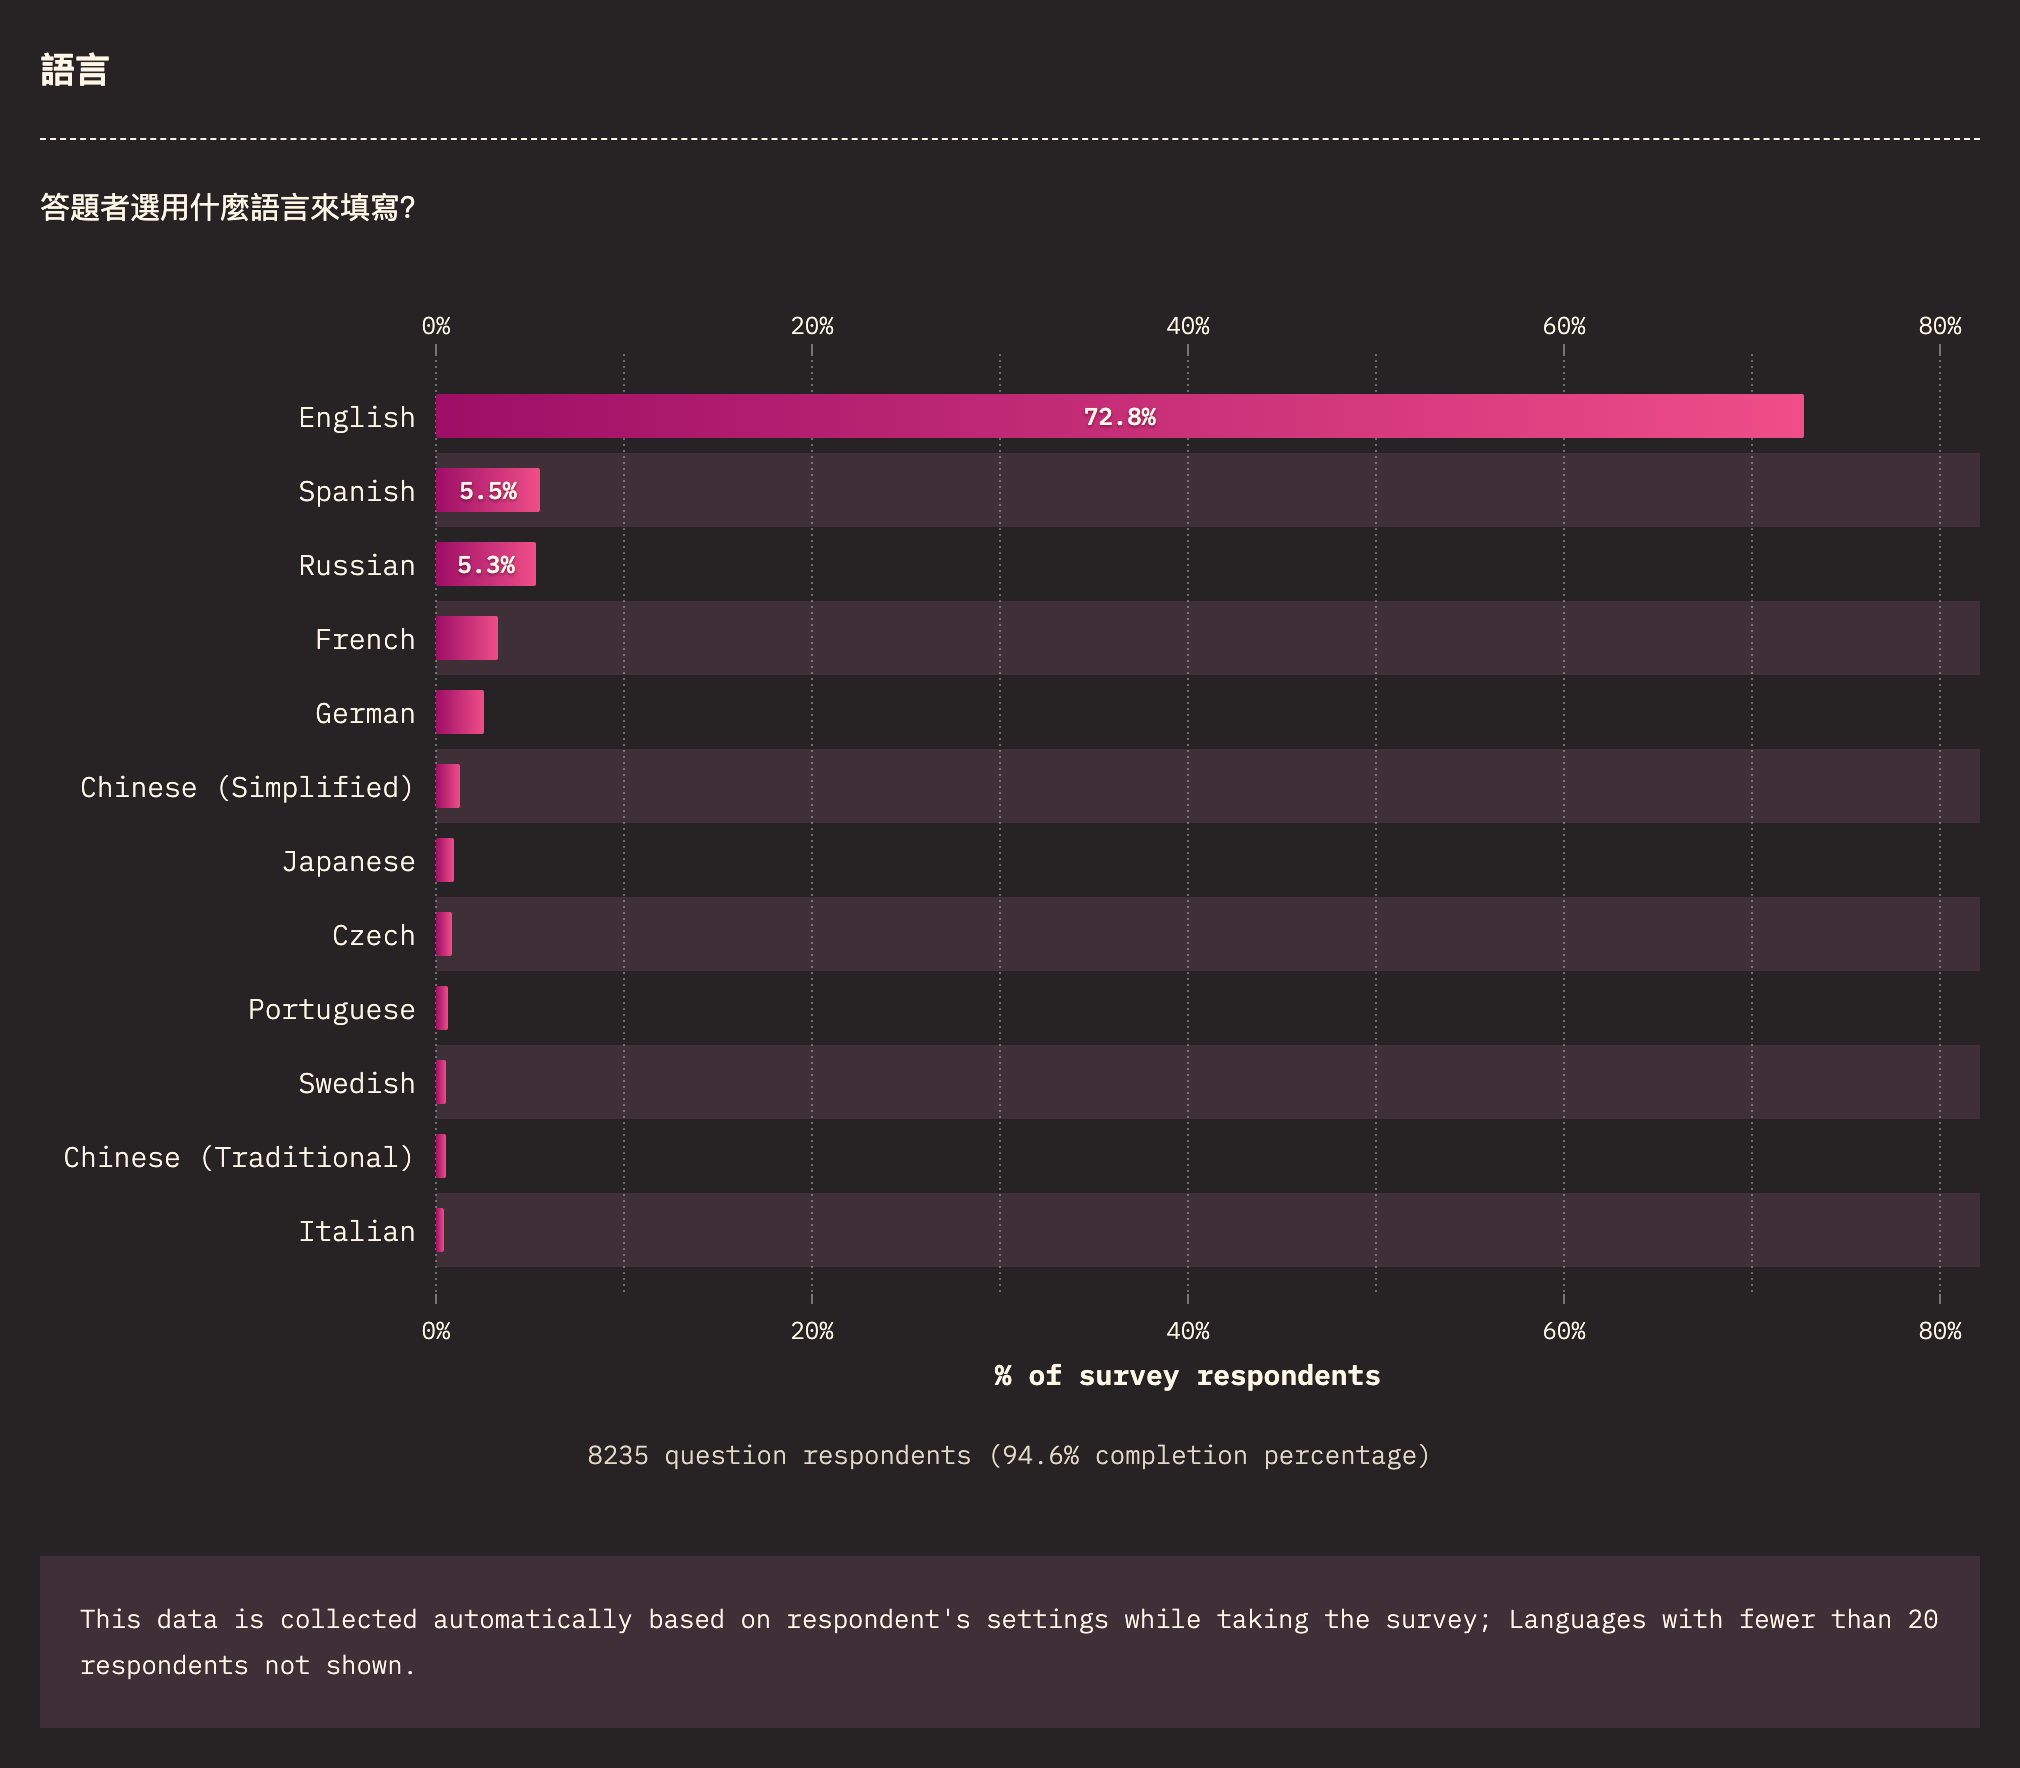 語言
答題者選用什麼語言來填寫?
0% 20% 40% 60% 80%
English 72.8%
Spanish 5.5%
Russian 5.3%
French
German
Chinese (Simplified)
Japanese
Czech
Portuguese
Swedish
Chinese (Traditional)
Italian
0% 20% 40% 60% 80%
% of survey respondents
8235 question respondents (94.6% completion percentage)
This data is collected automatically based on respondent's settings while taking the survey; Languages with fewer than 20
respondents not shown.